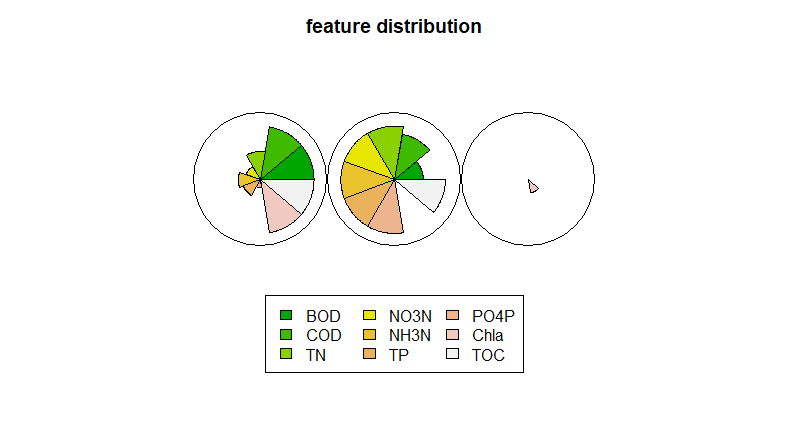 feature distribution
BOD NO3N PO4P
COD NH3N Chla
TN TP TOC